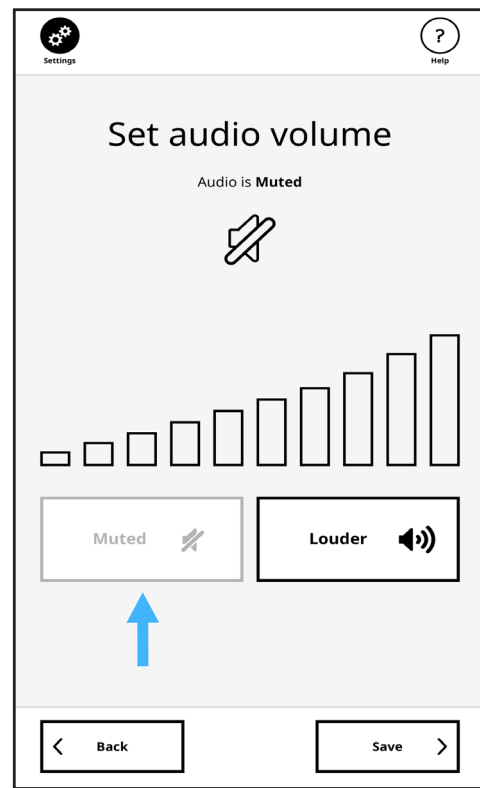 ?
Settings
Help
Set audio volume
Audio is Muted
Muted
Louder
Back
Save